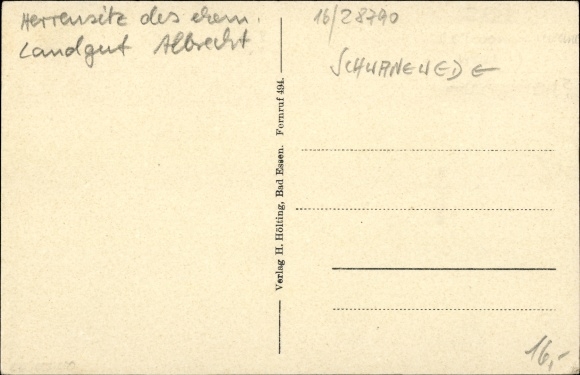 Herrensitz des ehem.
Landgut Albrecht
16/28790
SCHWANEWEDE
Verlag H. Hölting, Bad Essen. Fernruf 494.
16,-